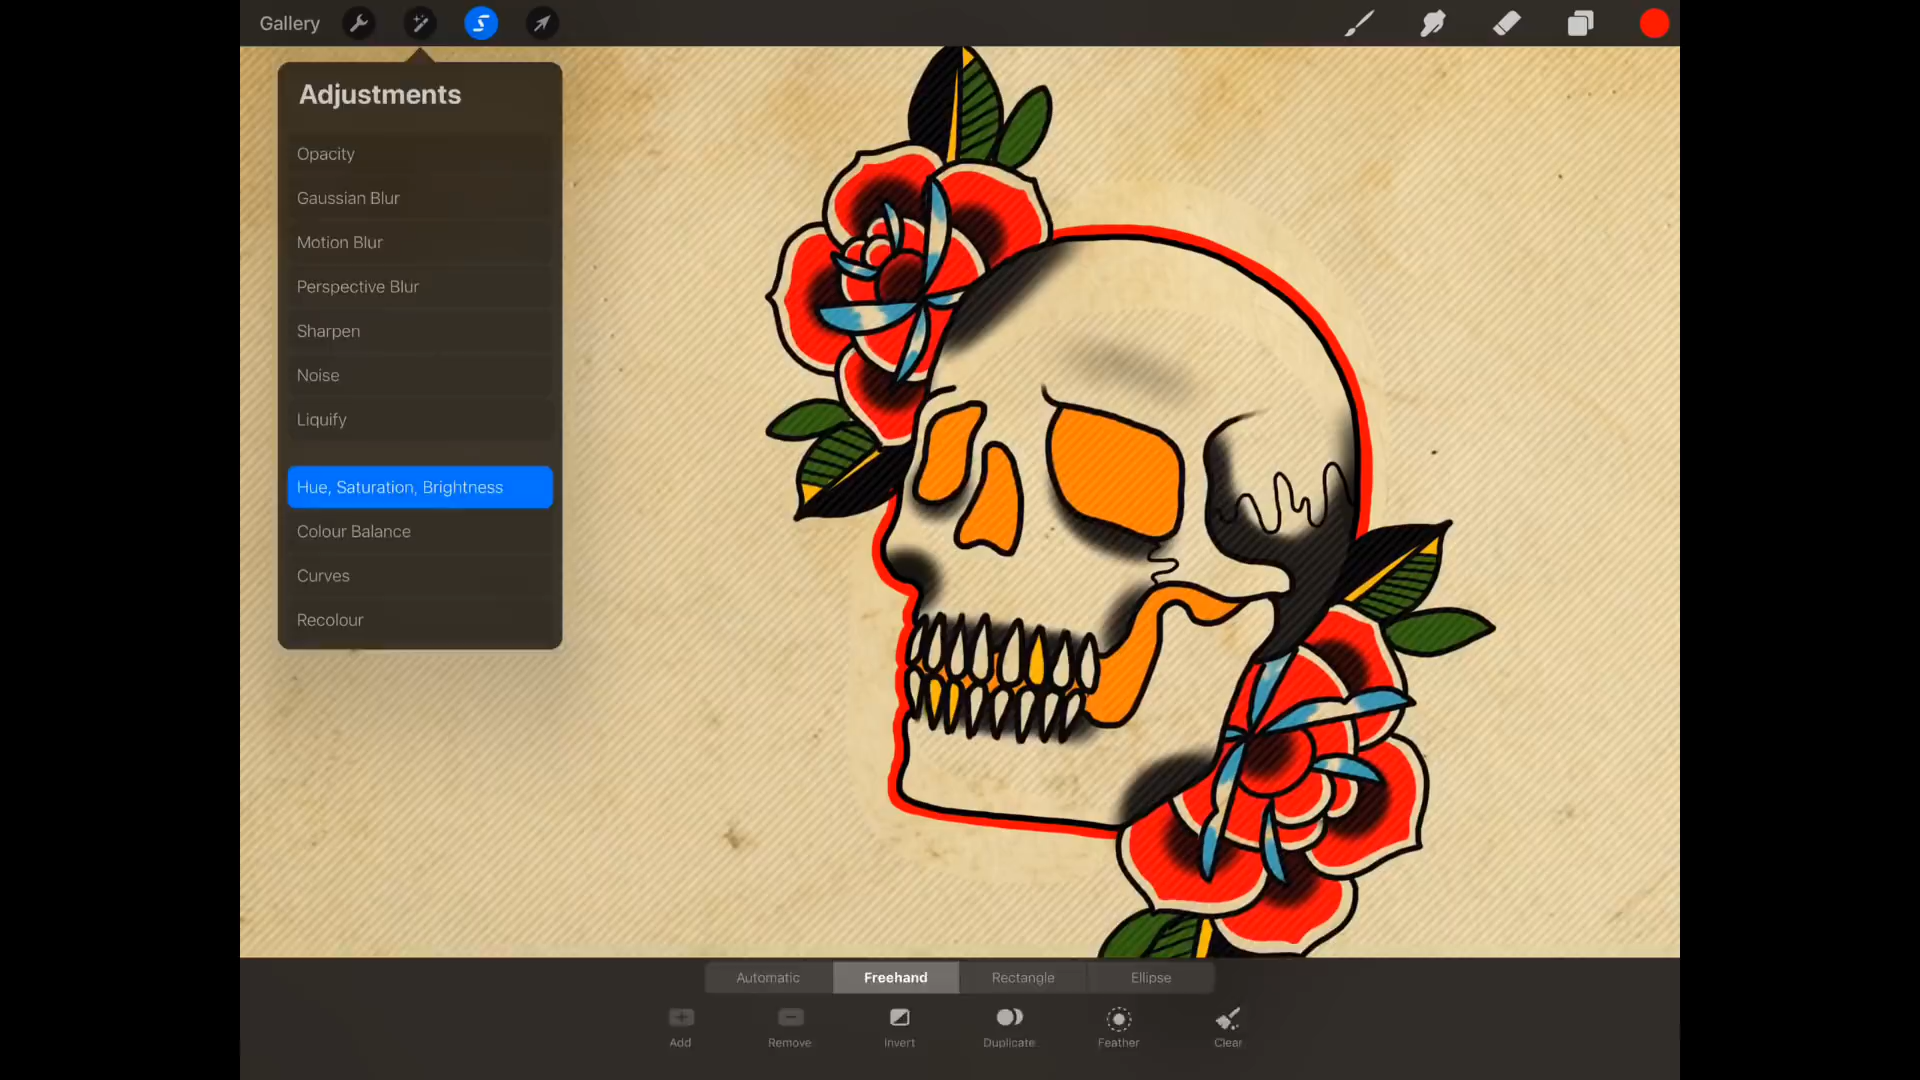 Gallery
Adjustments
Opacity
Gaussian Blur
Motion Blur
Perspective Blur
Sharpen
Noise
Liquify
Hue, Saturation, Brightness
Colour Balance
Curves
Recolour
Automatic Freehand Rectangle Ellipse
Add Remove Invert Duplicate Feather Clear